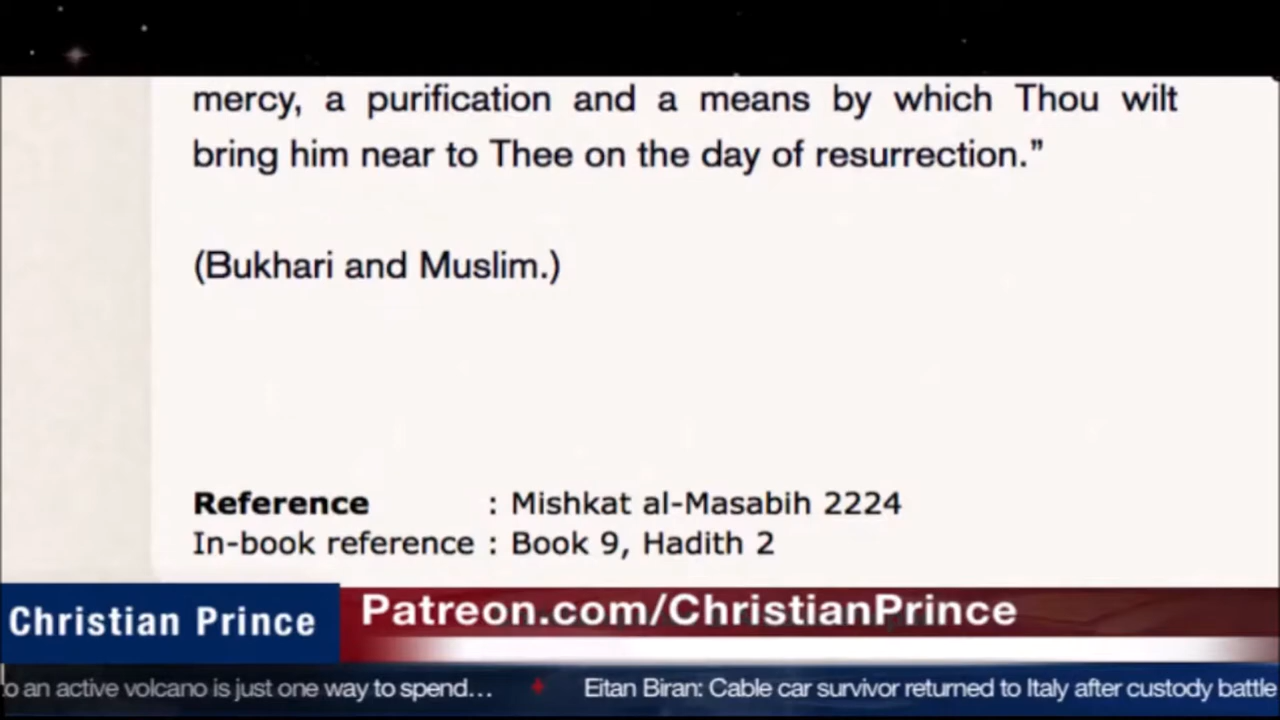 mercy, a purification and a means by which Thou wilt
bring him near to Thee on the day of resurrection.”
(Bukhari and Muslim.)
Reference : Mishkat al-Masabih 2224
In-book reference : Book 9, Hadith 2
Christian Prince
Patreon.com/ChristianPrince
o an active volcano is just one way to spend... Eitan Biran: Cable car survivor returned to Italy after custody battle